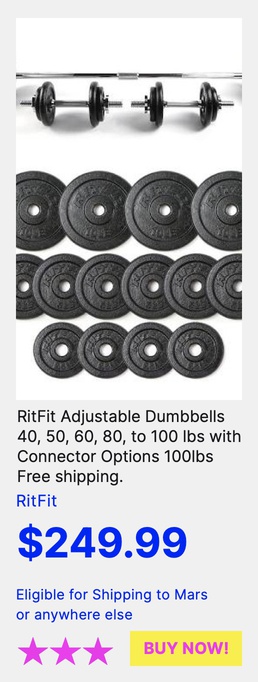 RitFit Adjustable Dumbbells
40, 50, 60, 80, to 100 lbs with
Connector Options 100lbs
Free shipping.
RitFit
$249.99
Eligible for Shipping to Mars
or anywhere else
BUY NOW!